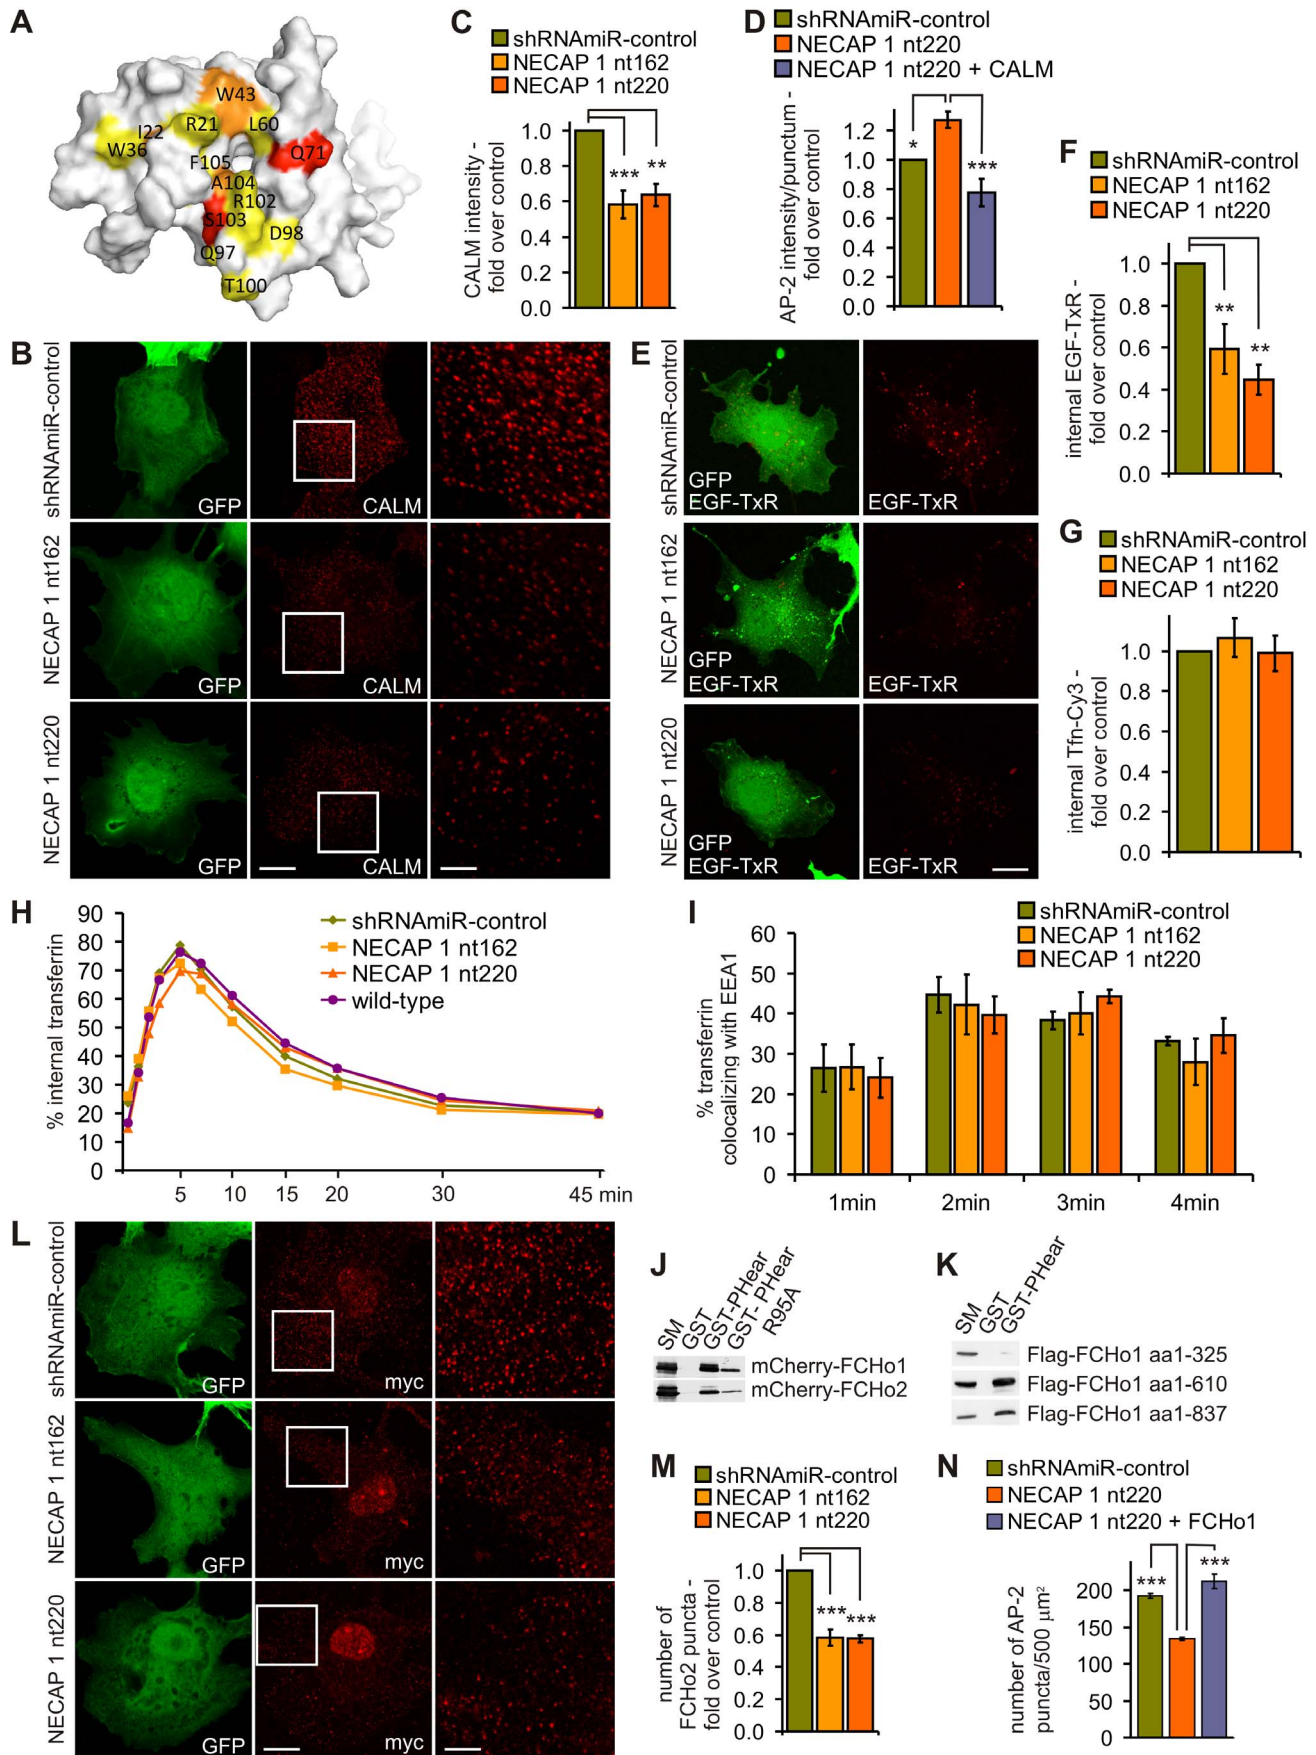 A
W43
R21
L60
I22
W36
Q71
F105
A104
R102
S103
D98
Q97
T100
C
shRNAmiR-control
NECAP 1 nt162
NECAP 1 nt220
CALM intensity -
fold over control
1.0
0.8
0.6
0.4
0.2
0.0
***
**
D
shRNAmiR-control
NECAP 1 nt220
NECAP 1 nt220 + CALM
AP-2 intensity/punctum -
fold over control
1.2
1.0
0.8
0.6
0.4
0.2
0.0
*
***
B
shRNAmiR-control
GFP
CALM
NECAP 1 nt162
GFP
CALM
NECAP 1 nt220
GFP
CALM
E
shRNAmiR-control
GFP
EGF-TxR
EGF-TxR
NECAP 1 nt162
GFP
EGF-TxR
EGF-TxR
NECAP 1 nt220
GFP
EGF-TxR
EGF-TxR
F
shRNAmiR-control
NECAP 1 nt162
NECAP 1 nt220
internal EGF-TxR -
fold over control
1.0
0.8
0.6
0.4
0.2
0.0
**
**
G
shRNAmiR-control
NECAP 1 nt162
NECAP 1 nt220
internal Tfn-Cy3 -
fold over control
1.0
0.8
0.6
0.4
0.2
0.0
H
% internal transferrin
90
80
70
60
50
40
30
20
10
0
shRNAmiR-control
NECAP 1 nt162
NECAP 1 nt220
wild-type
5 10 15 20 30 45 min
I
shRNAmiR-control
NECAP 1 nt162
NECAP 1 nt220
% transferrin
colocalizing with EEA1
60
50
40
30
20
10
0
1min 2min 3min 4min
L
shRNAmiR-control
GFP
myc
NECAP 1 nt162
GFP
myc
NECAP 1 nt220
GFP
myc
J
SM
GST
GST-PHear
GST- PHear
R95A
mCherry-FCHo1
mCherry-FCHo2
K
SM
GST
GST-PHear
Flag-FCHo1 aa1-325
Flag-FCHo1 aa1-610
Flag-FCHo1 aa1-837
M
shRNAmiR-control
NECAP 1 nt162
NECAP 1 nt220
number of
FCHo2 puncta -
fold over control
1.0
0.8
0.6
0.4
0.2
0.0
***
***
N
shRNAmiR-control
NECAP 1 nt220
NECAP 1 nt220 + FCHo1
number of AP-2
puncta/500 µm²
200
150
100
50
0
***
***